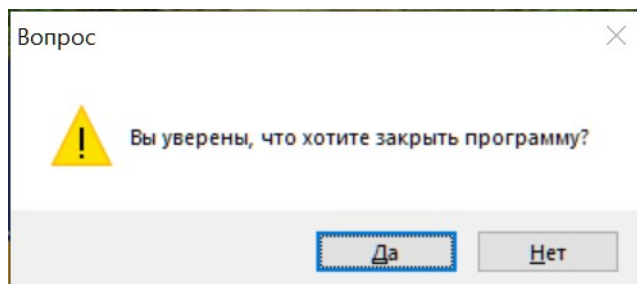 Вопрос
Вы уверены, что хотите закрыть программу?
Да
Нет